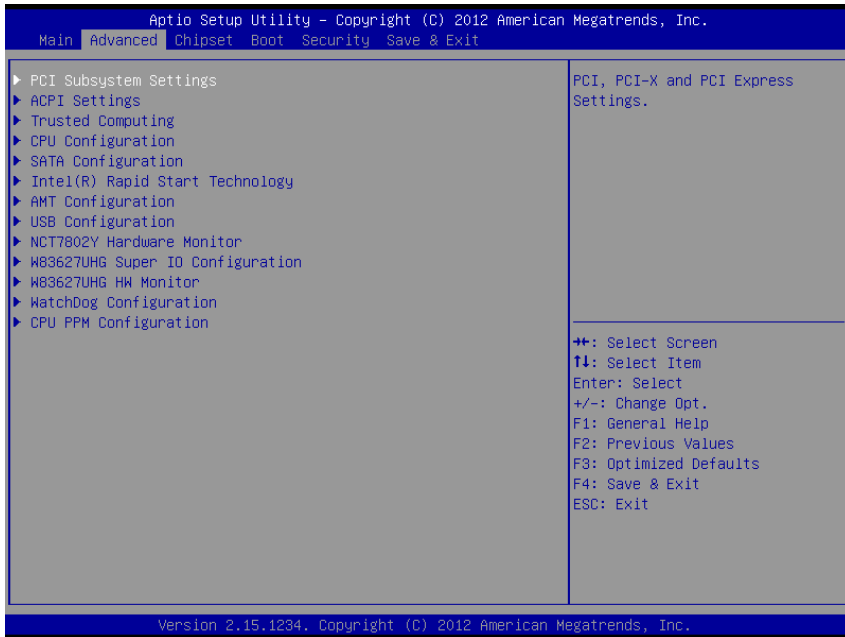 Aptio Setup Utility – Copyright (C) 2012 American Megatrends, Inc.
Main Advanced Chipset Boot Security Save & Exit
PCI Subsystem Settings
ACPI Settings
Trusted Computing
CPU Configuration
SATA Configuration
Intel(R) Rapid Start Technology
AMT Configuration
USB Configuration
NCT7802Y Hardware Monitor
W83627UHG Super IO Configuration
W83627UHG HW Monitor
WatchDog Configuration
CPU PPM Configuration
PCI, PCI-X and PCI Express
Settings.
→←: Select Screen
↑↓: Select Item
Enter: Select
+/-: Change Opt.
F1: General Help
F2: Previous Values
F3: Optimized Defaults
F4: Save & Exit
ESC: Exit
Version 2.15.1234. Copyright (C) 2012 American Megatrends, Inc.